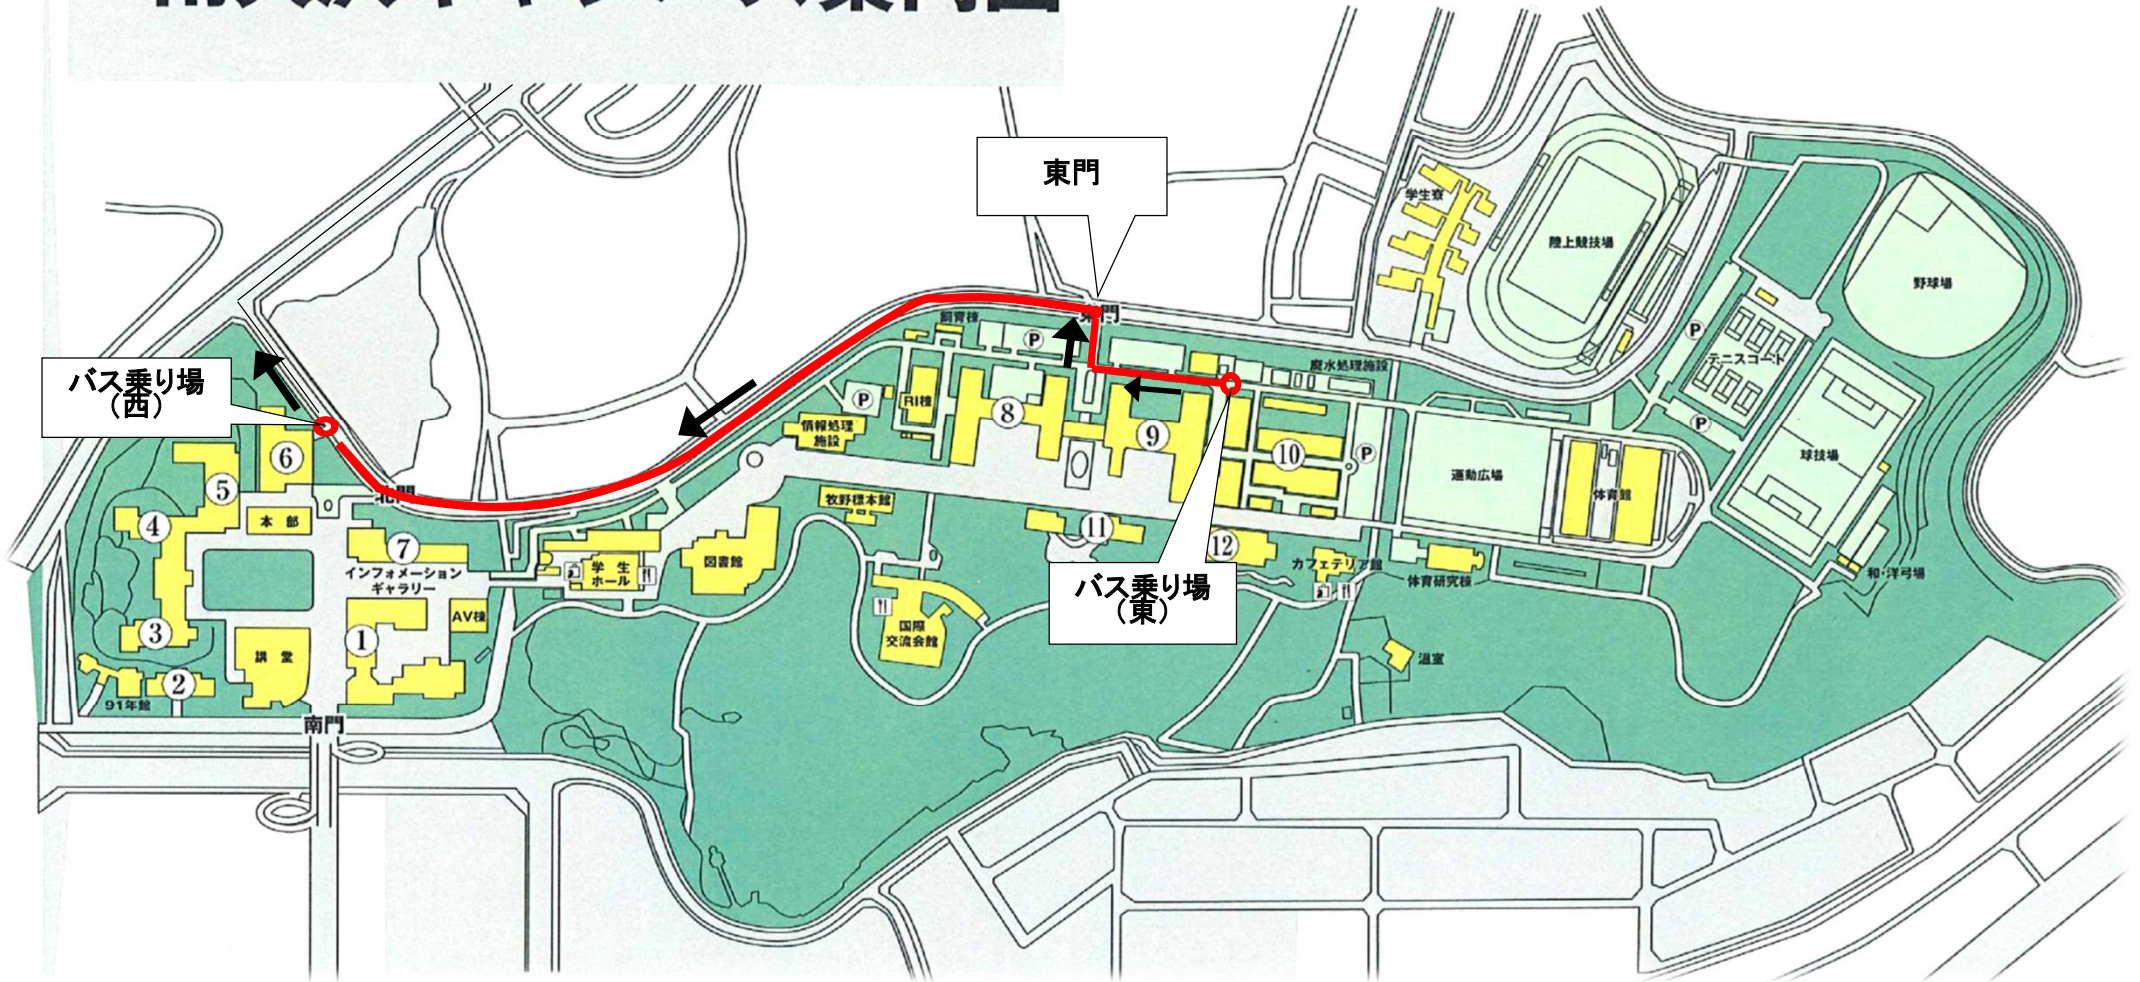 東門
バス乗り場
（西）
バス乗り場
（東）
東門
北門
南門
飼育棟
P
P
RI棟
情報処理
施設
8
9
10
P
廃水処理施設
学生寮
陸上競技場
野球場
P
テニスコート
P
球技場
運動広場
体育館
和・洋弓場
6
5
4
本部
7
インフォメーション
ギャラリー
AV棟
1
3
講堂
2
91年館
学生
ホール
図書館
牧野標本館
11
12
カフェテリア館
体育研究棟
国際
交流会館
温室